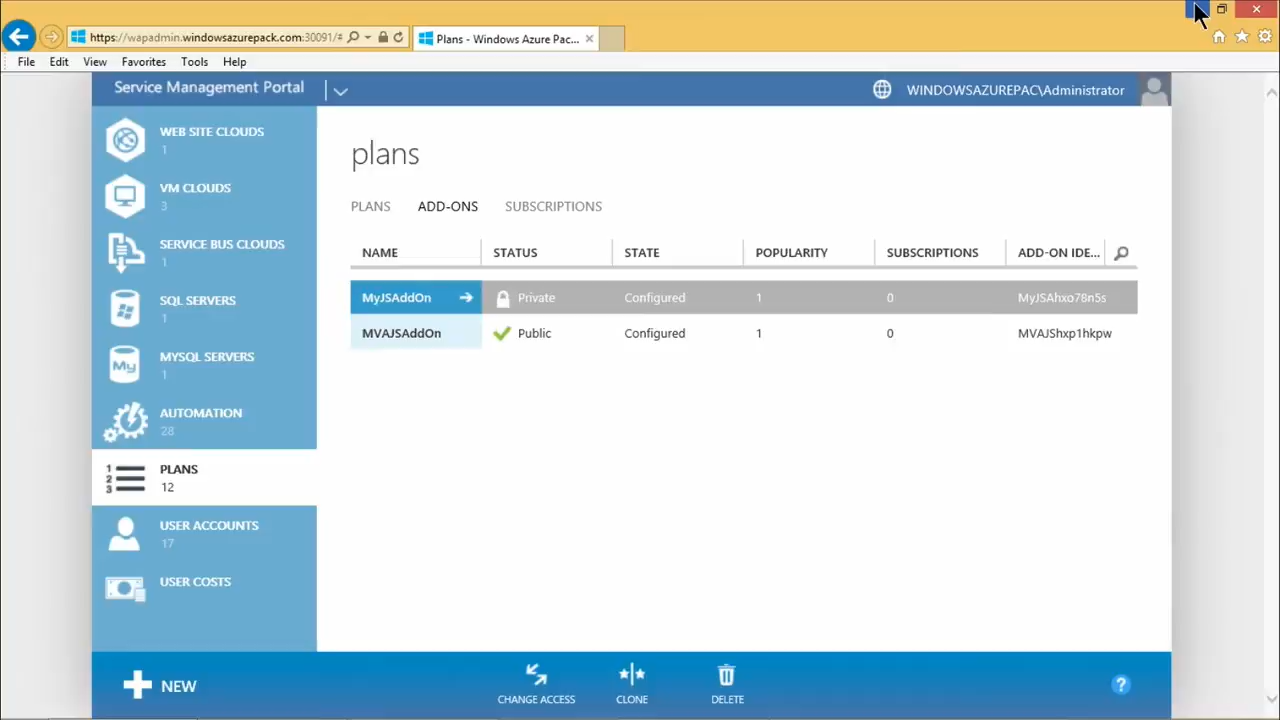 https://wapadmin.windowsazurepack.com:30091/#
Plans - Windows Azure Pac...
File Edit View Favorites Tools Help
Service Management Portal
WINDOWSAZUREPAC\Administrator
WEB SITE CLOUDS
1
VM CLOUDS
3
SERVICE BUS CLOUDS
1
SQL SERVERS
1
MYSQL SERVERS
1
My
AUTOMATION
28
PLANS
12
1
2
3
USER ACCOUNTS
17
USER COSTS
plans
PLANS ADD-ONS SUBSCRIPTIONS
NAME STATUS STATE POPULARITY SUBSCRIPTIONS ADD-ON IDE...
MyJSAddOn Private Configured 1 0 MyJSAhxo78n5s
MVAJSAddOn Public Configured 1 0 MVAJShxp1hkpw
NEW
CHANGE ACCESS CLONE DELETE
?